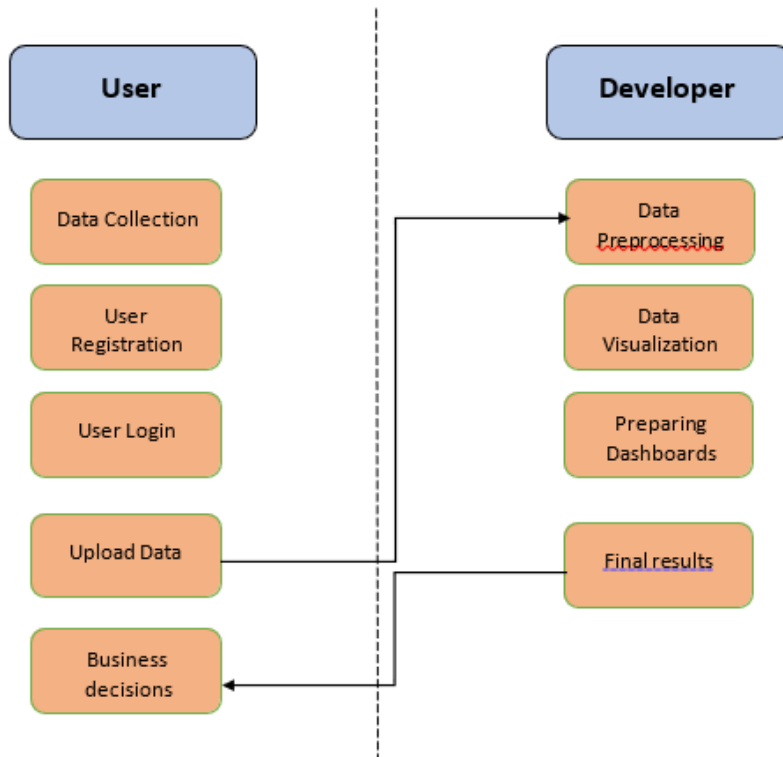 User
Developer
Data Collection
User
Registration
User Login
Upload Data
Business
decisions
Data
Preprocessing
Data
Visualization
Preparing
Dashboards
Final results